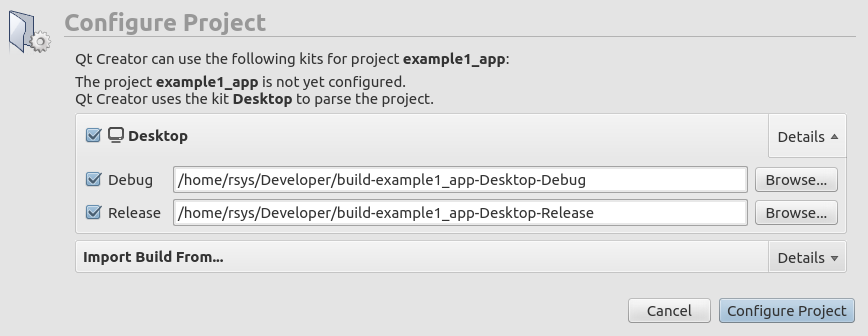 Configure Project
Qt Creator can use the following kits for project example1_app:
The project example1_app is not yet configured.
Qt Creator uses the kit Desktop to parse the project.
Desktop Details
Debug /home/rsys/Developer/build-example1_app-Desktop-Debug Browse...
Release /home/rsys/Developer/build-example1_app-Desktop-Release Browse...
Import Build From... Details
Cancel Configure Project